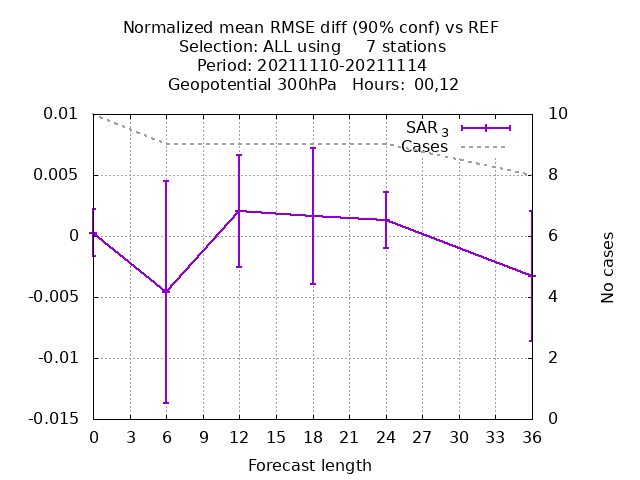 Normalized mean RMSE diff (90% conf) vs REF
Selection: ALL using     7 stations
Period: 20211110-20211114
Geopotential 300hPa   Hours:  00,12
0.01
0.005
0
-0.005
-0.01
-0.015
10
8
6
4
2
0
SAR 3
Cases
No cases
0 3 6 9 12 15 18 21 24 27 30 33 36
Forecast length